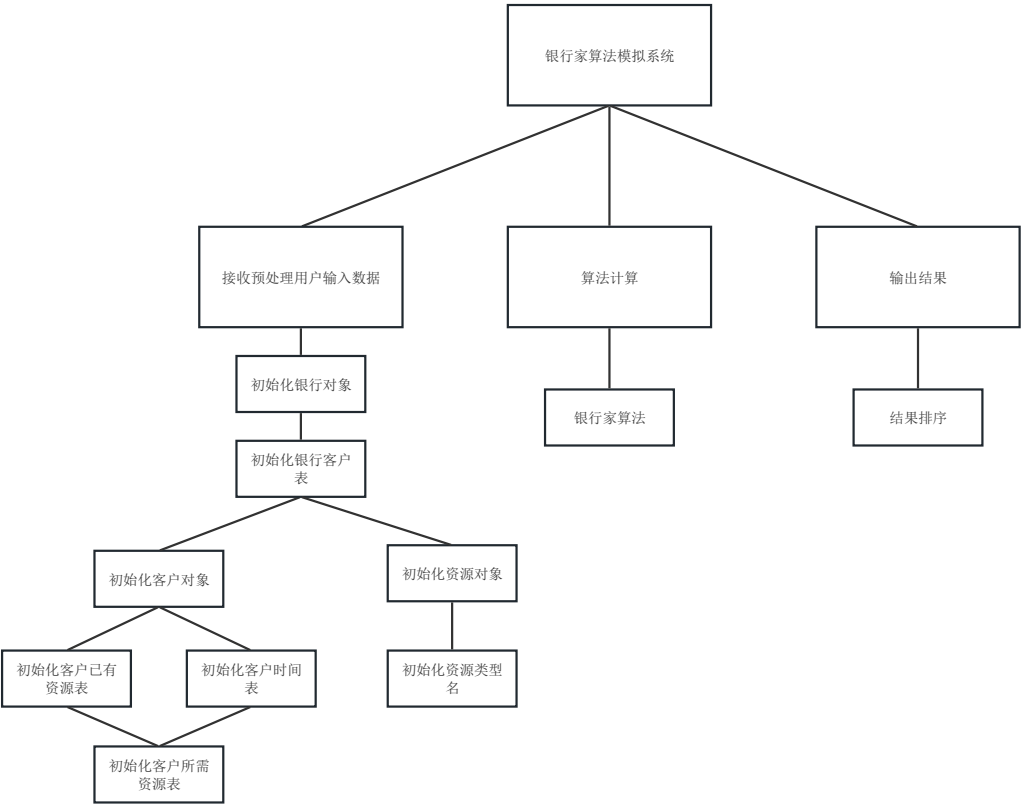 银行家算法模拟系统
接收预处理用户输入数据
算法计算
输出结果
初始化银行对象
银行家算法
结果排序
初始化银行客户
表
初始化客户对象
初始化资源对象
初始化客户已有
资源表
初始化客户时间
表
初始化资源类型
名
初始化客户所需
资源表